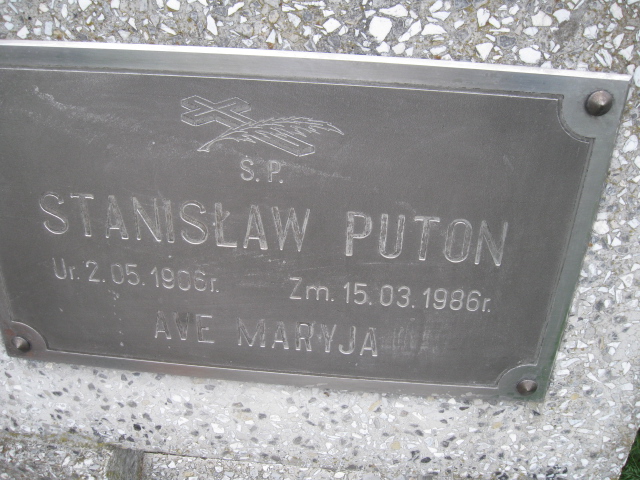 Ś.P.
STANISŁAW PUTON
Ur. 2.05.1906r. Zm. 15.03.1986r.
AVE MARYJA